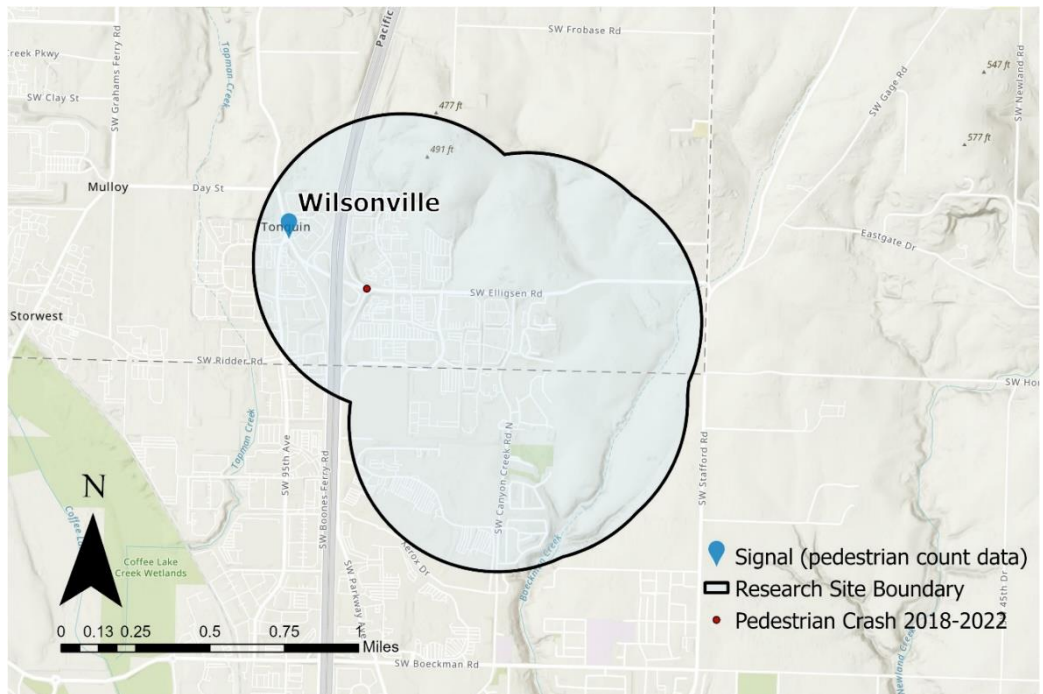 SW Frobase Rd
Pacific
Creek Pkwy
SW Grahams Ferry Rd
Tapman Creek
SW Clay St
477 ft
491 ft
SW Gage Rd
547 ft
SW Newland Rd
577 ft
Mulloy
Day St
Wilsonville
Tonquin
Eastgate Dr
SW Elligsen Rd
Storwest
SW Ridder Rd
SW Ho
Tapman Creek
SW 95th Ave
SW Boones Ferry Rd
SW Canyon Creek Rd N
SW Stafford Rd
N
Coffee La
Coffee Lake
Creek Wetlands
Xerox Dr
SW Parkway Ave
Boeckman Creek
Signal (pedestrian count data)
Research Site Boundary
Pedestrian Crash 2018-2022
45th Dr
Newland Creek
0 0.13 0.25 0.5 0.75 1
Miles
SW Boeckman Rd